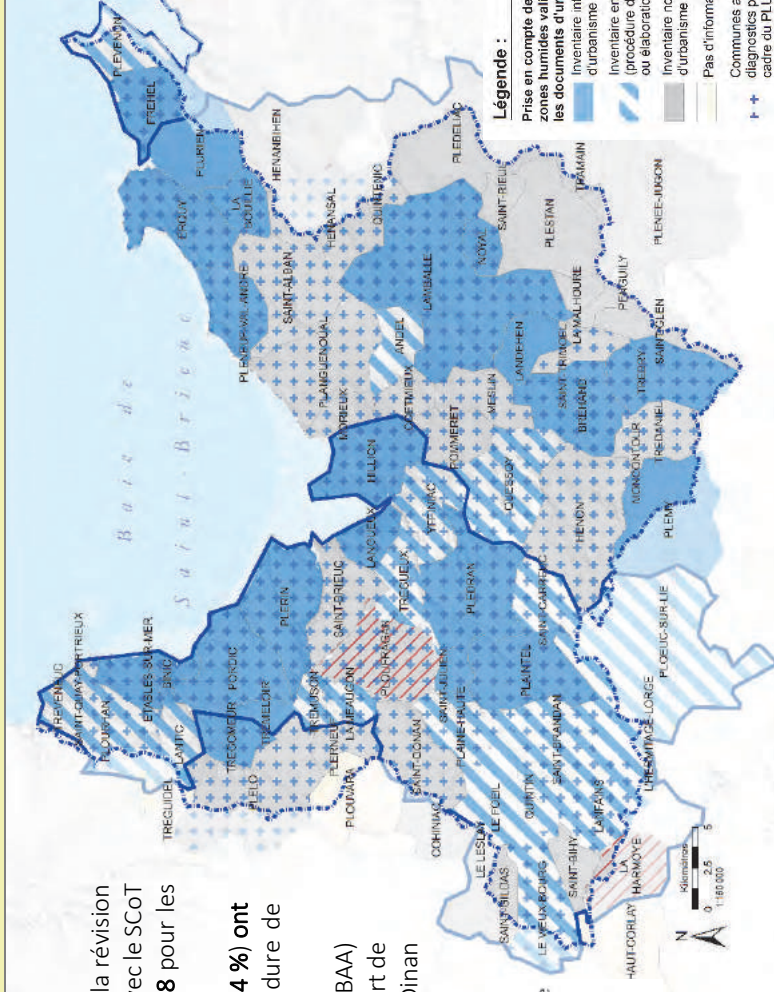 la révision
vec le SCoT
8 pour les
4 %) ont
dure de
BAA)
rt de
Dinan
Baie de
Saint-Brieuc
TREVENEUC
SAINT-QUAY-PORTRIEUX
PLOURHAN
ETABLES-SUR-MER
BINIC
LANTIC
TREGUIDEL
TRESSIGNAUX
PORDIC
TREMELOIR
PLERIN
PLELO
TREMUSON
SAINT-BRIEUC
LA MEAUGON
PLERNEUF
PLOUVARA
PLOUFRAGAN
TREGUEUX
LANGUEUX
YFFINIAC
HILLION
SAINT-DONAN
SAINT-JULIEN
PLAINE-HAUTE
PLEDRAN
COHINIAC
LE LESLAY
LE FOEIL
PLAINTEL
SAINT-CARREUC
SAINT-GILDAS
QUINTIN
SAINT-BRANDAN
LE VIEUX-BOURG
SAINT-BIHY
LANFAINS
LA
HARMOYE
HAUT-CORLAY
L'HERMITAGE-LORGE
PLOEUC-SUR-LIE
PLEVENON
FREHEL
PLURIEN
ERQUY
LA
BOUILLIE
HENANBIHEN
PLENEUF-VAL-ANDRE
SAINT-ALBAN
HENANSAL
QUINTENIC
PLANGUENOUAL
MORIEUX
ANDEL
LAMBALLE
COETMIEUX
PLEDELIAC
NOYAL
SAINT-RIEUL
POMMERET
MESLIN
LANDEHEN
PLESTAN
TRAMAIN
QUESSOY
SAINT-TRIMOEL
LA MALHOURE
BREHAND
PENGUILY
PLENEE-JUGON
HENON
MONCONTOUR
TREDANIEL
TREBRY
SAINT-GLEN
PLEMY
N
Kilomètres
0 2.5 5
1:160 000
Légende :
Prise en compte de
zones humides vali
les documents d'ur
Inventaire int
d'urbanisme
Inventaire en
(procédure d
ou élaboratio
Inventaire no
d'urbanisme
Pas d'informa
Communes a
diagnostics p
cadre du PLU